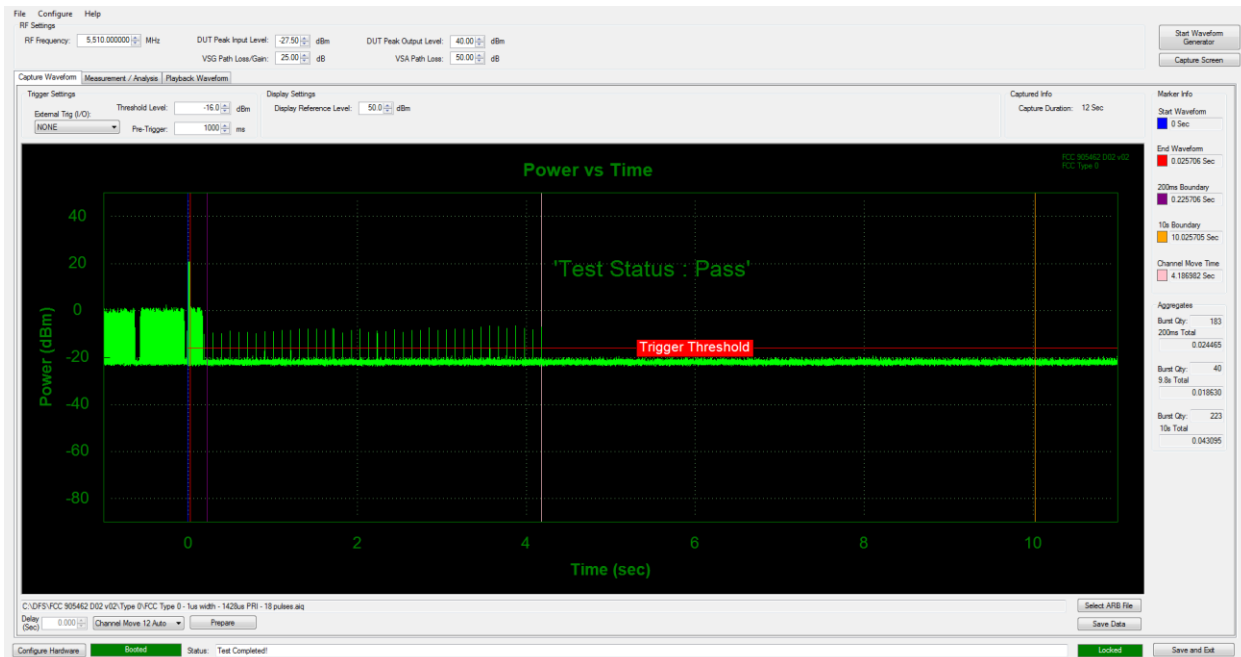 File Configure Help
RF Settings
RF Frequency: 5,510.000000 MHz DUT Peak Input Level: -27.50 dBm DUT Peak Output Level: 40.00 dBm
VSG Path Loss/Gain: 25.00 dB VSA Path Loss: 50.00 dB
Start Waveform Generator
Capture Screen
Capture Waveform Measurement / Analysis Playback Waveform
Trigger Settings
External Trig (I/O):
NONE
Threshold Level: -16.0 dBm
Pre-Trigger: 1000 ms
Display Settings
Display Reference Level: 50.0 dBm
Captured Info
Capture Duration: 12 Sec
Power vs Time
FCC 905462 D02 v02
FCC Type 0
'Test Status : Pass'
Trigger Threshold
Power (dBm)
40
20
0
-20
-40
-60
-80
0 2 4 6 8 10
Time (sec)
Marker Info
Start Waveform
0 Sec
End Waveform
0.025706 Sec
200ms Boundary
0.225706 Sec
10s Boundary
10.025705 Sec
Channel Move Time
4.186982 Sec
Aggregates
Burst Qty: 183
200ms Total
0.024465
Burst Qty: 40
9.8s Total
0.018630
Burst Qty: 223
10s Total
0.043095
C:\DFS\FCC 905462 D02 v02\Type 0\FCC Type 0 - 1us width - 1428us PRI - 18 pulses.aiq
Select ARB File
Delay (Sec) 0.000 Channel Move 12 Auto Prepare
Save Data
Configure Hardware Booted Status: Test Completed! Locked Save and Exit